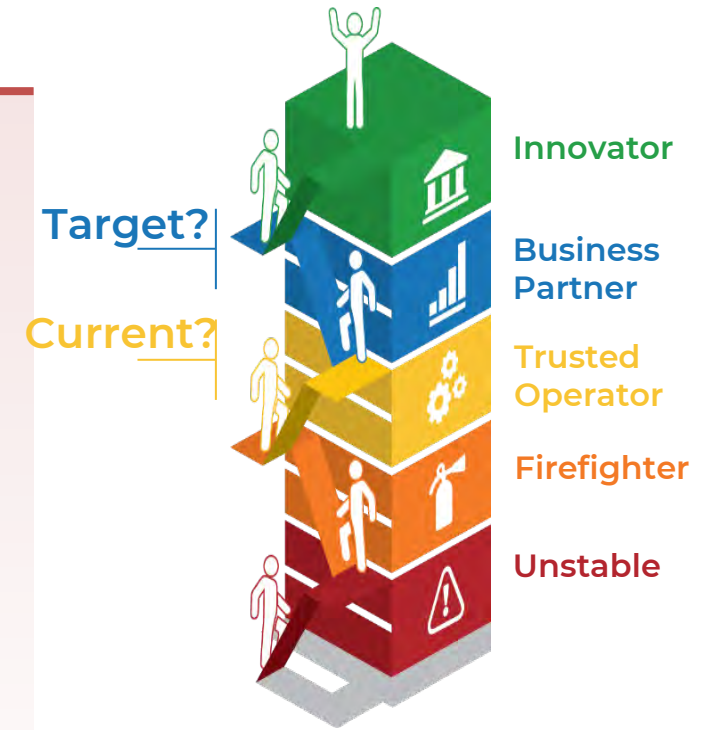 Innovator
Target?
Business
Partner
Current?
Trusted
Operator
Firefighter
Unstable